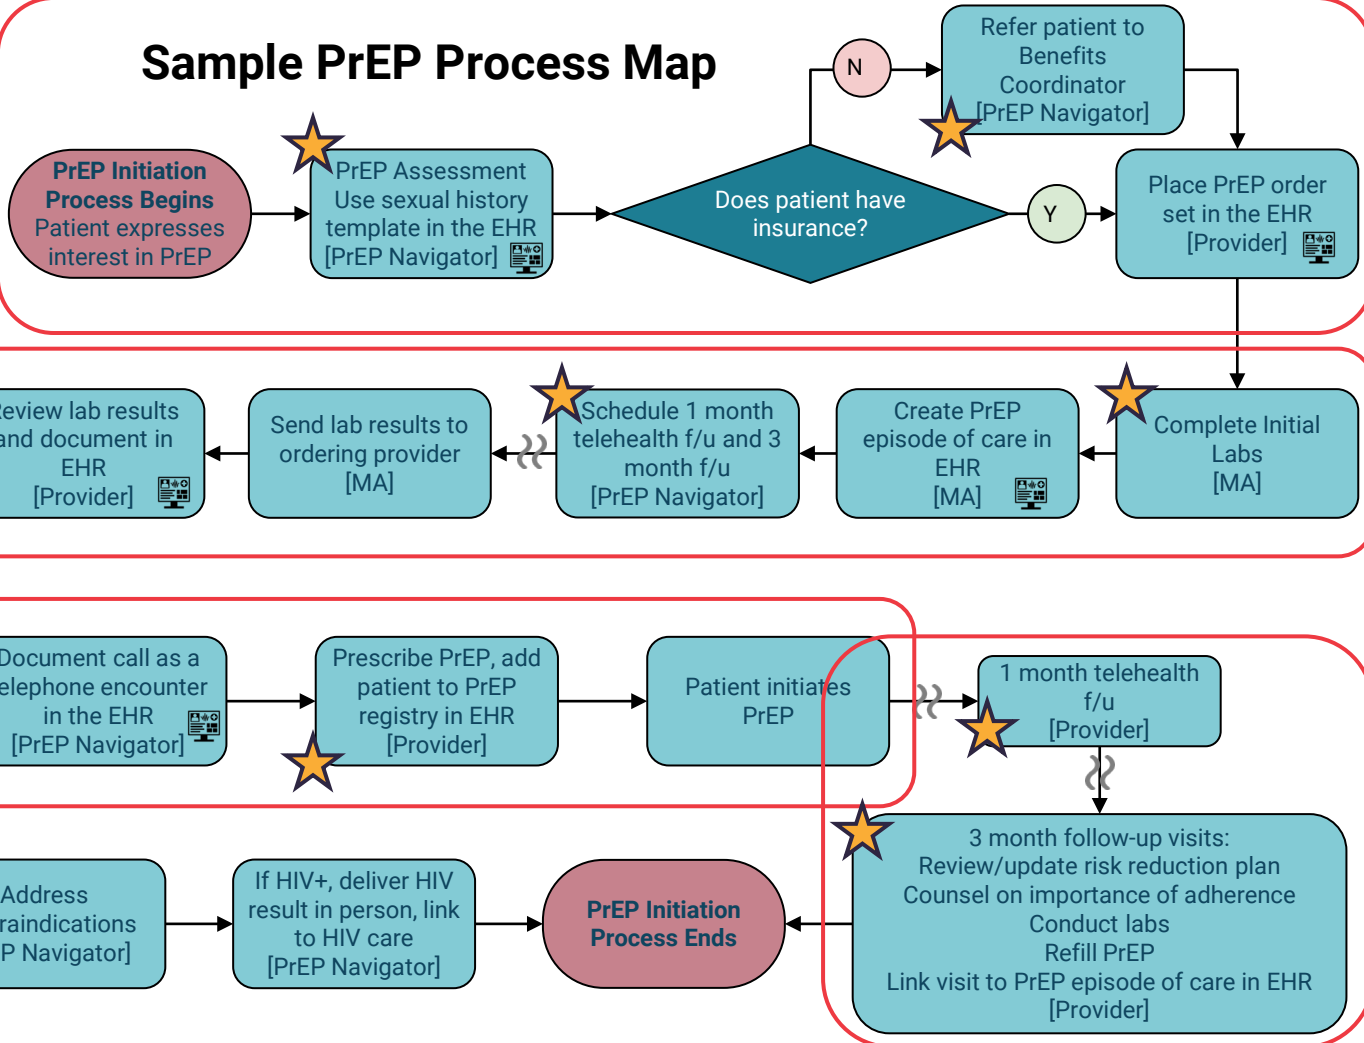 Sample PrEP Process Map
PrEP Initiation
Process Begins
Patient expresses
interest in PrEP
PrEP Assessment
Use sexual history
template in the EHR
[PrEP Navigator]
Does patient have
insurance?
N
Refer patient to
Benefits
Coordinator
[PrEP Navigator]
Y
Place PrEP order
set in the EHR
[Provider]
Complete Initial
Labs
[MA]
Create PrEP
episode of care in
EHR
[MA]
Schedule 1 month
telehealth f/u and 3
month f/u
[PrEP Navigator]
Send lab results to
ordering provider
[MA]
Review lab results
and document in
EHR
[Provider]
Document call as a
telephone encounter
in the EHR
[PrEP Navigator]
Prescribe PrEP, add
patient to PrEP
registry in EHR
[Provider]
Patient initiates
PrEP
1 month telehealth
f/u
[Provider]
3 month follow-up visits:
Review/update risk reduction plan
Counsel on importance of adherence
Conduct labs
Refill PrEP
Link visit to PrEP episode of care in EHR
[Provider]
Address
raindications
P Navigator]
If HIV+, deliver HIV
result in person, link
to HIV care
[PrEP Navigator]
PrEP Initiation
Process Ends